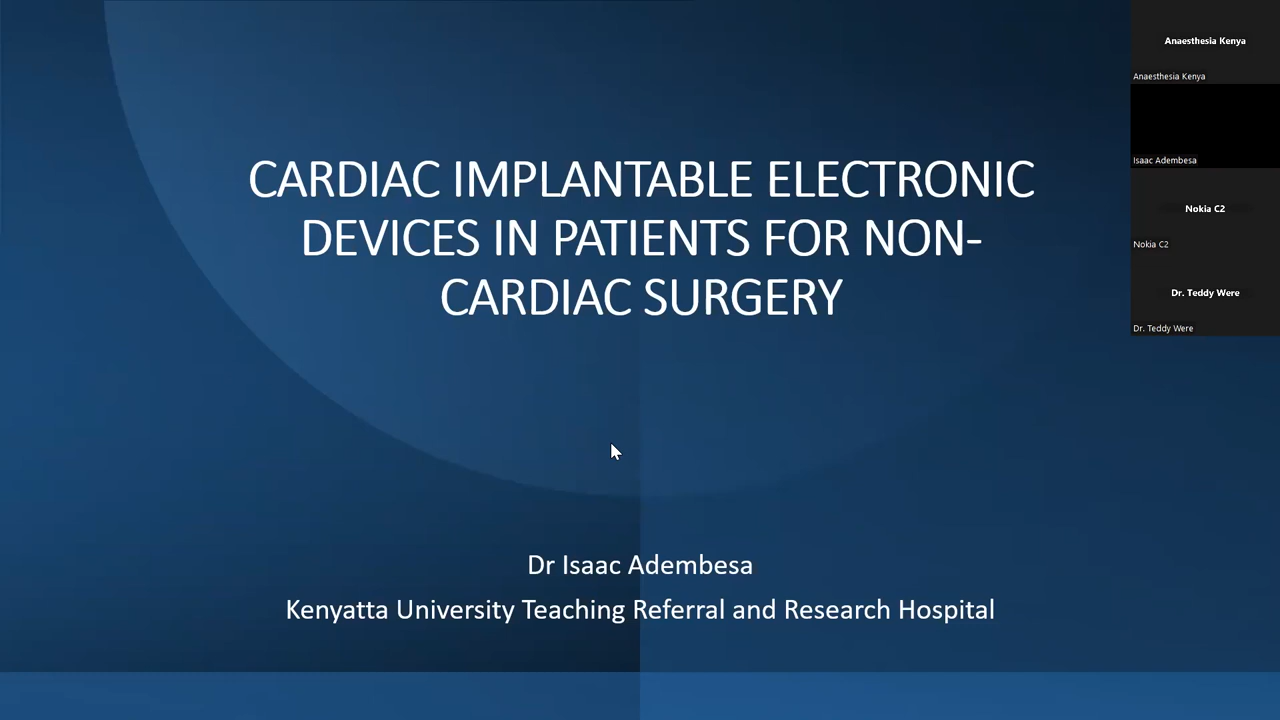 CARDIAC IMPLANTABLE ELECTRONIC
DEVICES IN PATIENTS FOR NON-
CARDIAC SURGERY
Dr Isaac Adembesa
Kenyatta University Teaching Referral and Research Hospital
Anaesthesia Kenya
Anaesthesia Kenya
Isaac Adembesa
Nokia C2
Nokia C2
Dr. Teddy Were
Dr. Teddy Were